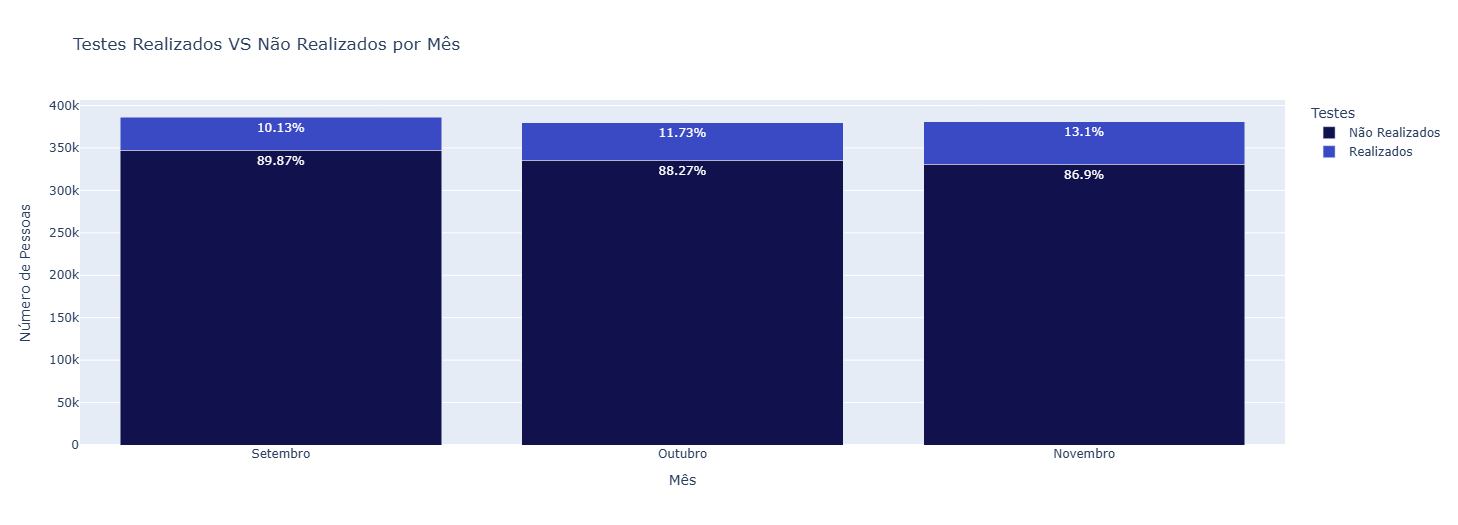 Testes Realizados VS Não Realizados por Mês
400k
350k
300k
250k
200k
150k
100k
50k
0
Número de Pessoas
10.13%
89.87%
11.73%
88.27%
13.1%
86.9%
Setembro
Outubro
Novembro
Mês
Testes
Não Realizados
Realizados